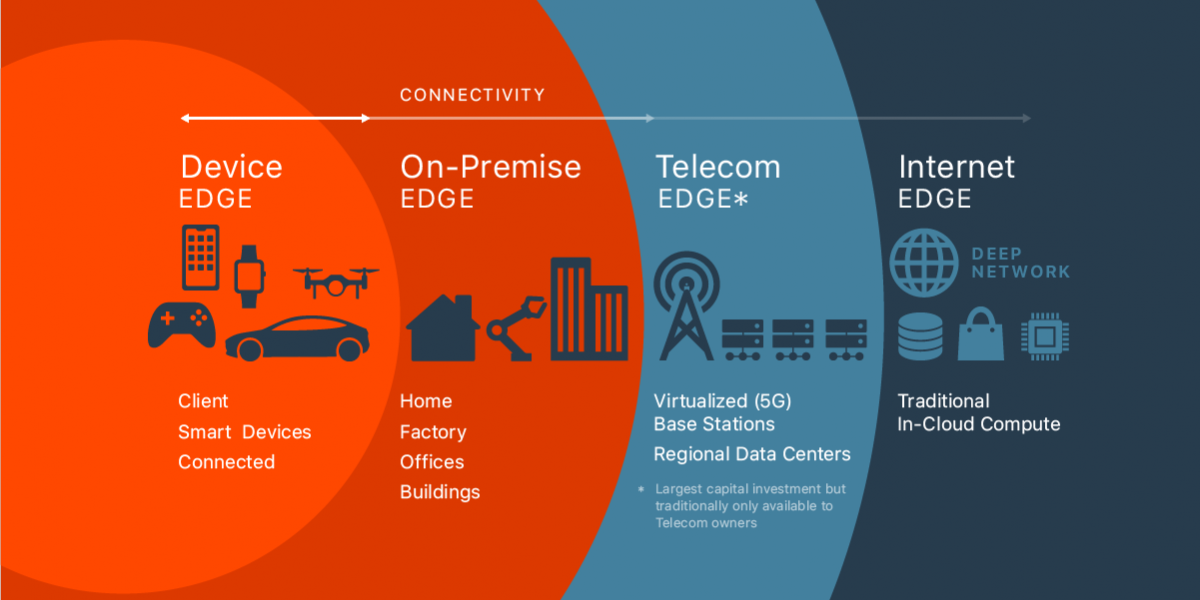 CONNECTIVITY
Device
EDGE
Client
Smart Devices
Connected
On-Premise
EDGE
Home
Factory
Offices
Buildings
Telecom
EDGE*
Virtualized (5G)
Base Stations
Regional Data Centers
* Largest capital investment but
traditionally only available to
Telecom owners
Internet
EDGE
DEEP
NETWORK
Traditional
In-Cloud Compute